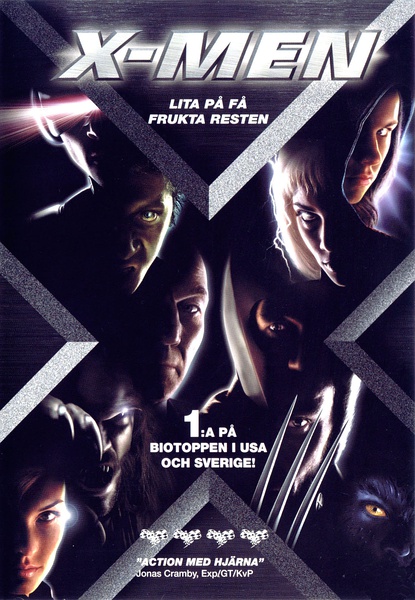 X-MEN
LITA PÅ FÅ
FRUKTA RESTEN
1:A PÅ
BIOTOPPEN I USA
OCH SVERIGE!
"ACTION MED HJÄRNA"
Jonas Cramby, Exp/GT/KvP